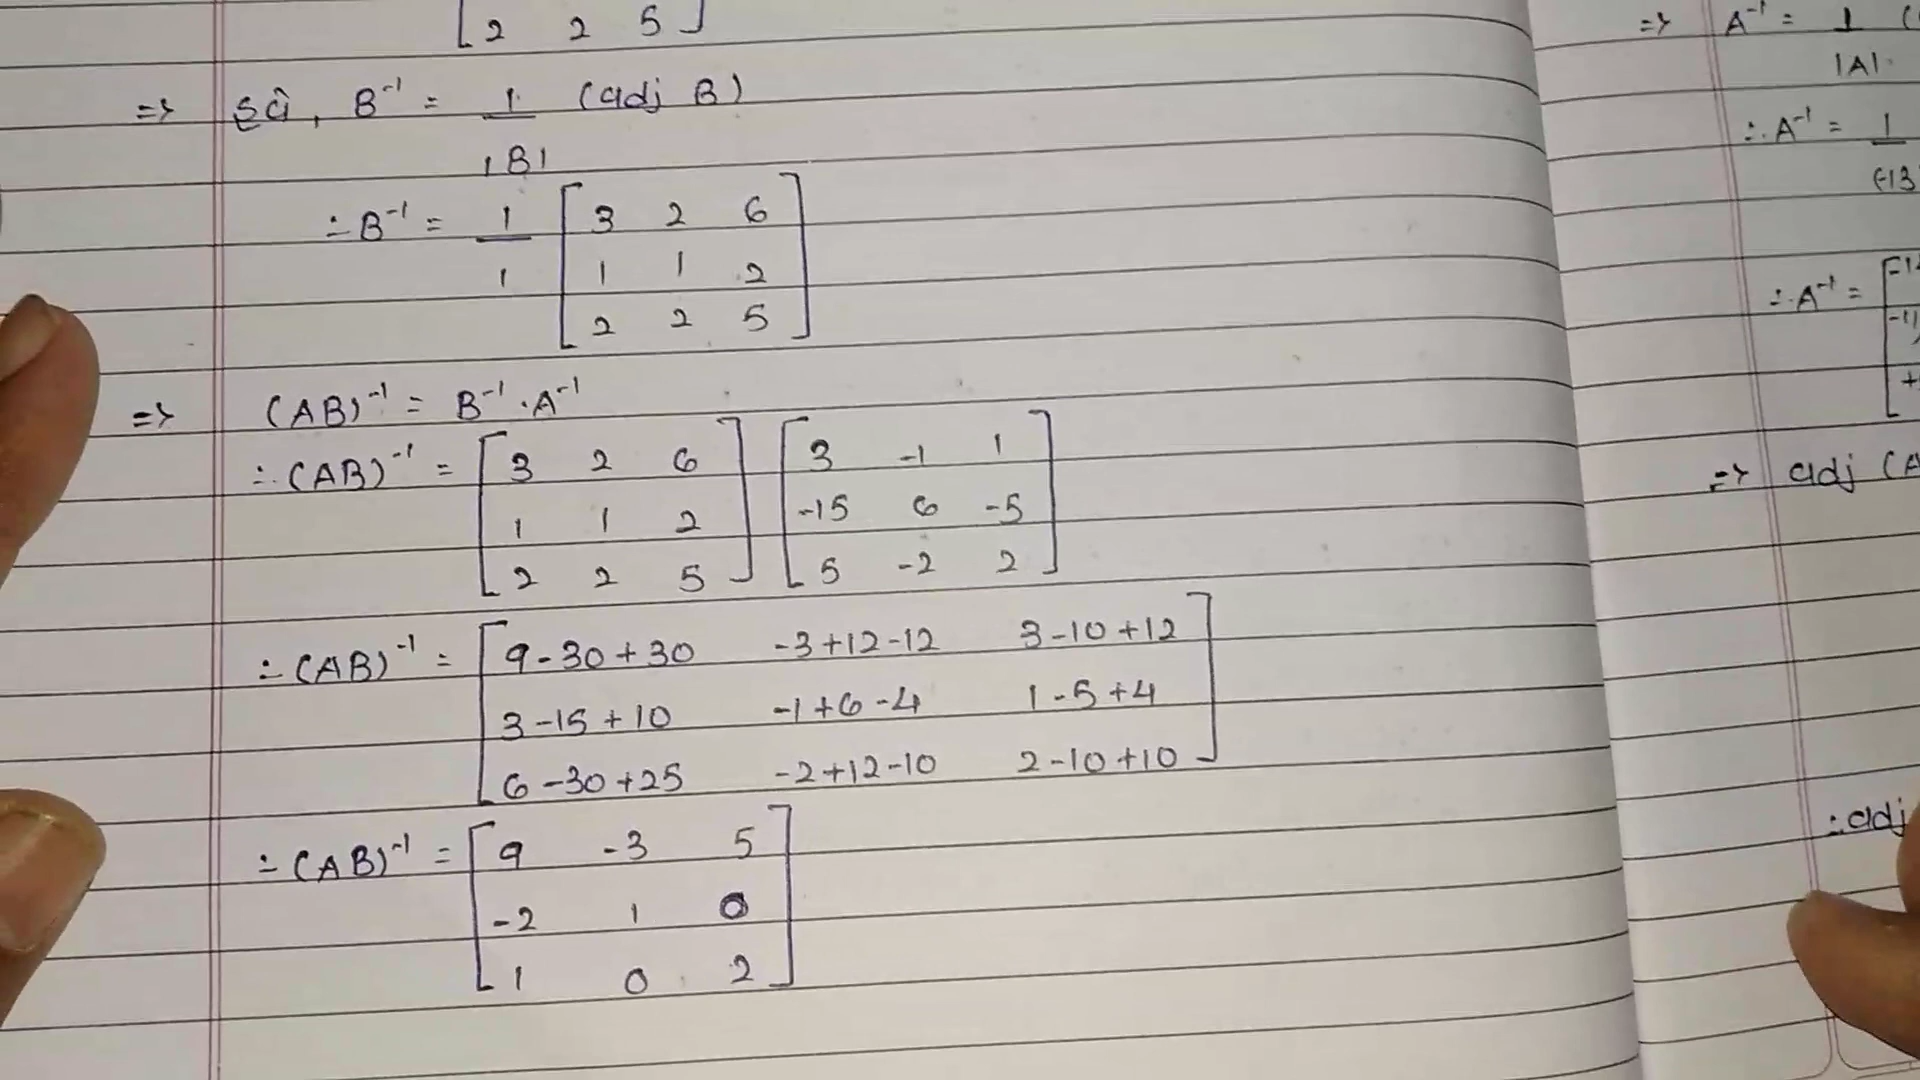 [2 2 5]
=> હવે, B⁻¹ = 1 (adj B)
|B|
∴ B⁻¹ = 1 [3 2 6
1 1 1 2
2 2 5]
=> (AB)⁻¹ = B⁻¹ . A⁻¹
∴ (AB)⁻¹ = [3 2 6] [3 -1 1]
1 1 2 -15 6 -5
2 2 5 5 -2 2
∴ (AB)⁻¹ = [9-30+30 -3+12-12 3-10+12]
3-15+10 -1+6-4 1-5+4
6-30+25 -2+12-10 2-10+10
∴ (AB)⁻¹ = [9 -3 5]
-2 1 0
1 0 2
=> A⁻¹ = 1 (
|A|
∴ A⁻¹ = 1
(-13
∴ A⁻¹ =
=> adj (A
∴ adj